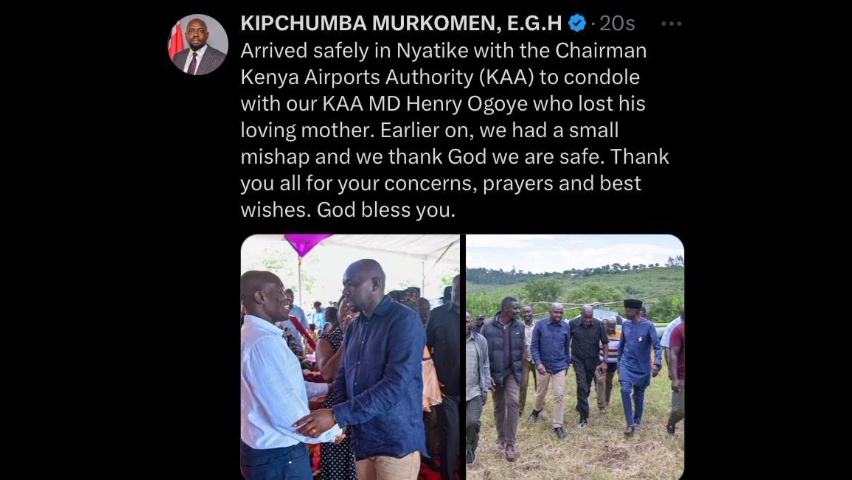 KIPCHUMBA MURKOMEN, E.G.H · 20s
Arrived safely in Nyatike with the Chairman
Kenya Airports Authority (KAA) to condole
with our KAA MD Henry Ogoye who lost his
loving mother. Earlier on, we had a small
mishap and we thank God we are safe. Thank
you all for your concerns, prayers and best
wishes. God bless you.